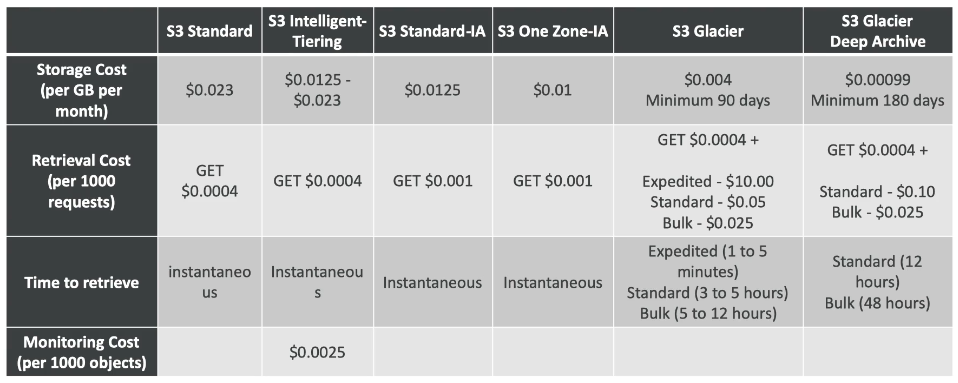 S3 Standard
S3 Intelligent-
Tiering
S3 Standard-IA
S3 One Zone-IA
S3 Glacier
S3 Glacier
Deep Archive
Storage Cost
(per GB per
month)
$0.023
$0.0125 -
$0.023
$0.0125
$0.01
$0.004
Minimum 90 days
$0.00099
Minimum 180 days
Retrieval Cost
(per 1000
requests)
GET
$0.0004
GET $0.0004
GET $0.001
GET $0.001
GET $0.0004 +
Expedited - $10.00
Standard - $0.05
Bulk - $0.025
GET $0.0004 +
Standard - $0.10
Bulk - $0.025
Time to retrieve
instantaneo
us
Instantaneou
s
Instantaneous
Instantaneous
Expedited (1 to 5
minutes)
Standard (3 to 5 hours)
Bulk (5 to 12 hours)
Standard (12
hours)
Bulk (48 hours)
Monitoring Cost
(per 1000 objects)
$0.0025